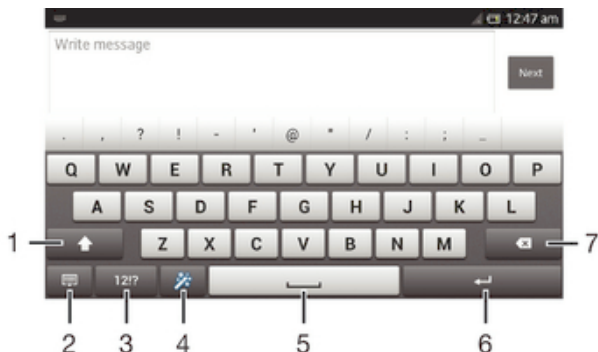 12:47 am
Write message
Next
. , ? ! - ' @ " / : ; _
Q W E R T Y U I O P
A S D F G H J K L
1 Z X C V B N M 7
12!?
2 3 4 5 6